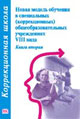 Коррекционная школа
Новая модель обучения
в специальных
(коррекционных)
общеобразовательных
учреждениях
VIII вида
Книга вторая